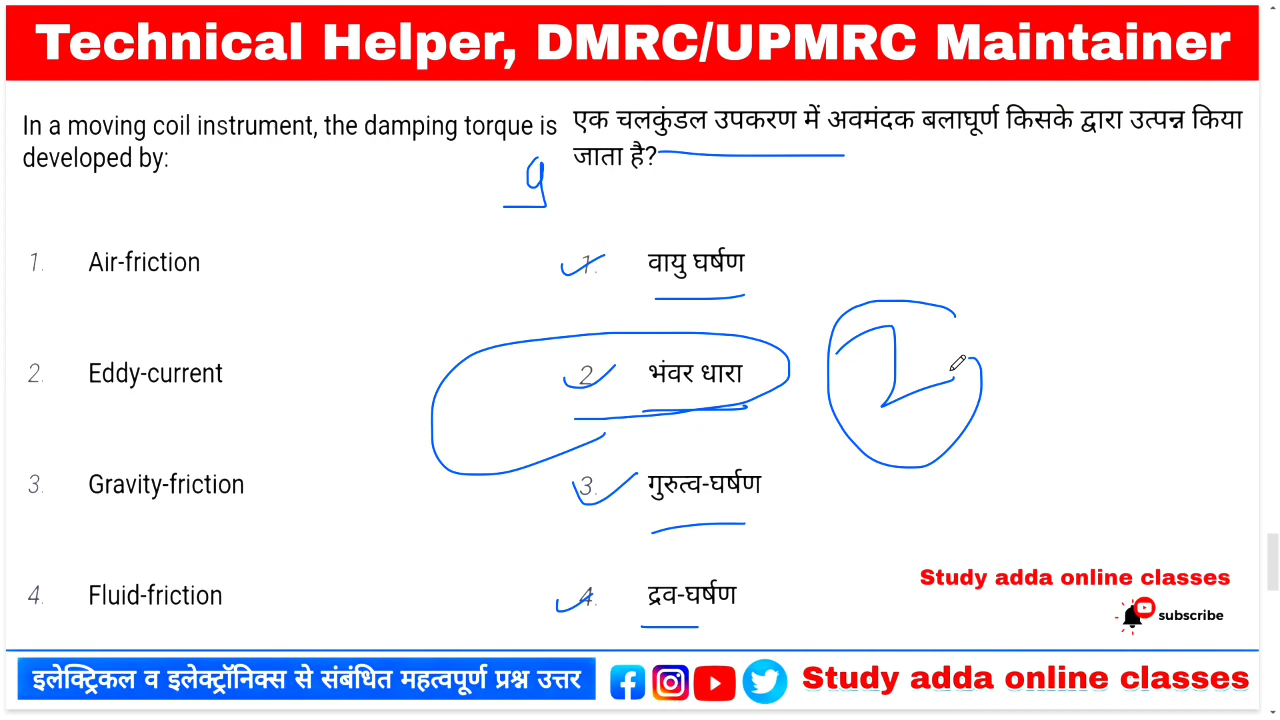 Technical Helper, DMRC/UPMRC Maintainer
In a moving coil instrument, the damping torque is
developed by:
एक चलकुंडल उपकरण में अवमंदक बलाघूर्ण किसके द्वारा उत्पन्न किया
जाता है?
9
1. Air-friction
1. वायु घर्षण
2. Eddy-current
2 भंवर धारा
2
3. Gravity-friction
3. गुरुत्व-घर्षण
4. Fluid-friction
4. द्रव-घर्षण
Study adda online classes
subscribe
इलेक्ट्रिकल व इलेक्ट्रॉनिक्स से संबंधित महत्वपूर्ण प्रश्न उत्तर
Study adda online classes